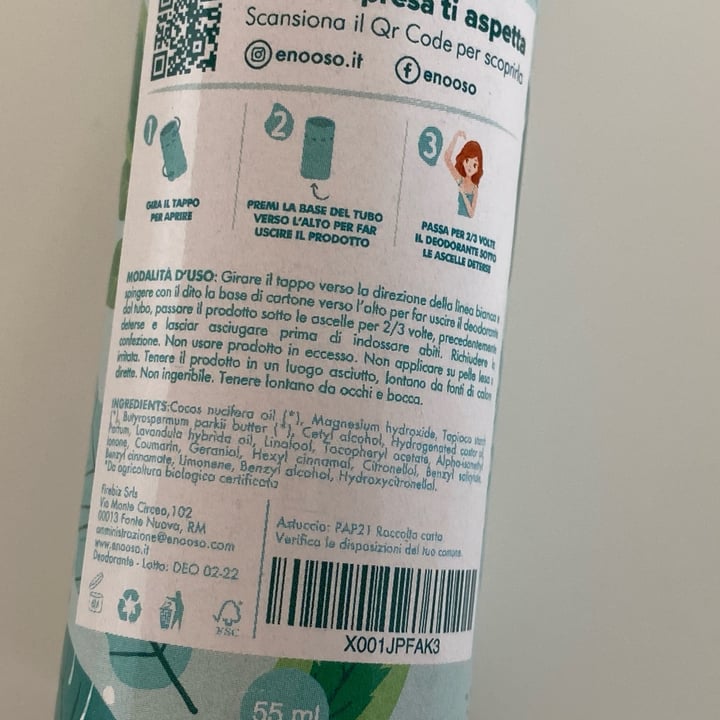 ti aspetta
Scansiona il Qr Code per scoprirla
enooso.it
enooso
1
GIRA IL TAPPO
PER APRIRE
2
PREMI LA BASE DEL TUBO
VERSO L'ALTO PER FAR
USCIRE IL PRODOTTO
3
PASSA PER 2/3 VOLTE
IL DEODORANTE SOTTO
LE ASCELLE DETERSE
MODALITÀ D'USO: Girare il tappo verso la direzione della linea bianca e
spingere con il dito la base di cartone verso l'alto per far uscire il deodorante
dal tubo, passare il prodotto sotto le ascelle per 2/3 volte, precedentemente
deterse e lasciar asciugare prima di indossare abiti. Richiudere la
confezione. Non usare prodotto in eccesso. Non applicare su pelle lesa o
irritata. Tenere il prodotto in un luogo asciutto, lontano da fonti di calore
dirette. Non ingeribile. Tenere lontano da occhi e bocca.
INGREDIENTS:Cocos nucifera oil (*), Magnesium hydroxide, Tapioca starch
(*), Butyrospermum parkii butter (*), Cetyl alcohol, Hydrogenated castor oil,
Parfum, Lavandula hybrida oil, Linalool, Tocopheryl acetate, Alpha-isomethyl
ionone, Coumarin, Geraniol, Hexyl cinnamal, Citronellol, Benzyl salicylate,
Benzyl cinnamate, Limonene, Benzyl alcohol, Hydroxycitronellal.
*Da agricoltura biologica certificata
Firebiz Srls
Via Monte Circeo,102
00013 Fonte Nuova, RM
amministrazione@enooso.com
www.enooso.it
Deodorante - Lotto: DEO 02-22
Astuccio: PAP21 Raccolta carta
Verifica le disposizioni del tuo comune.
FSC
X001JPFAK3
55 ml